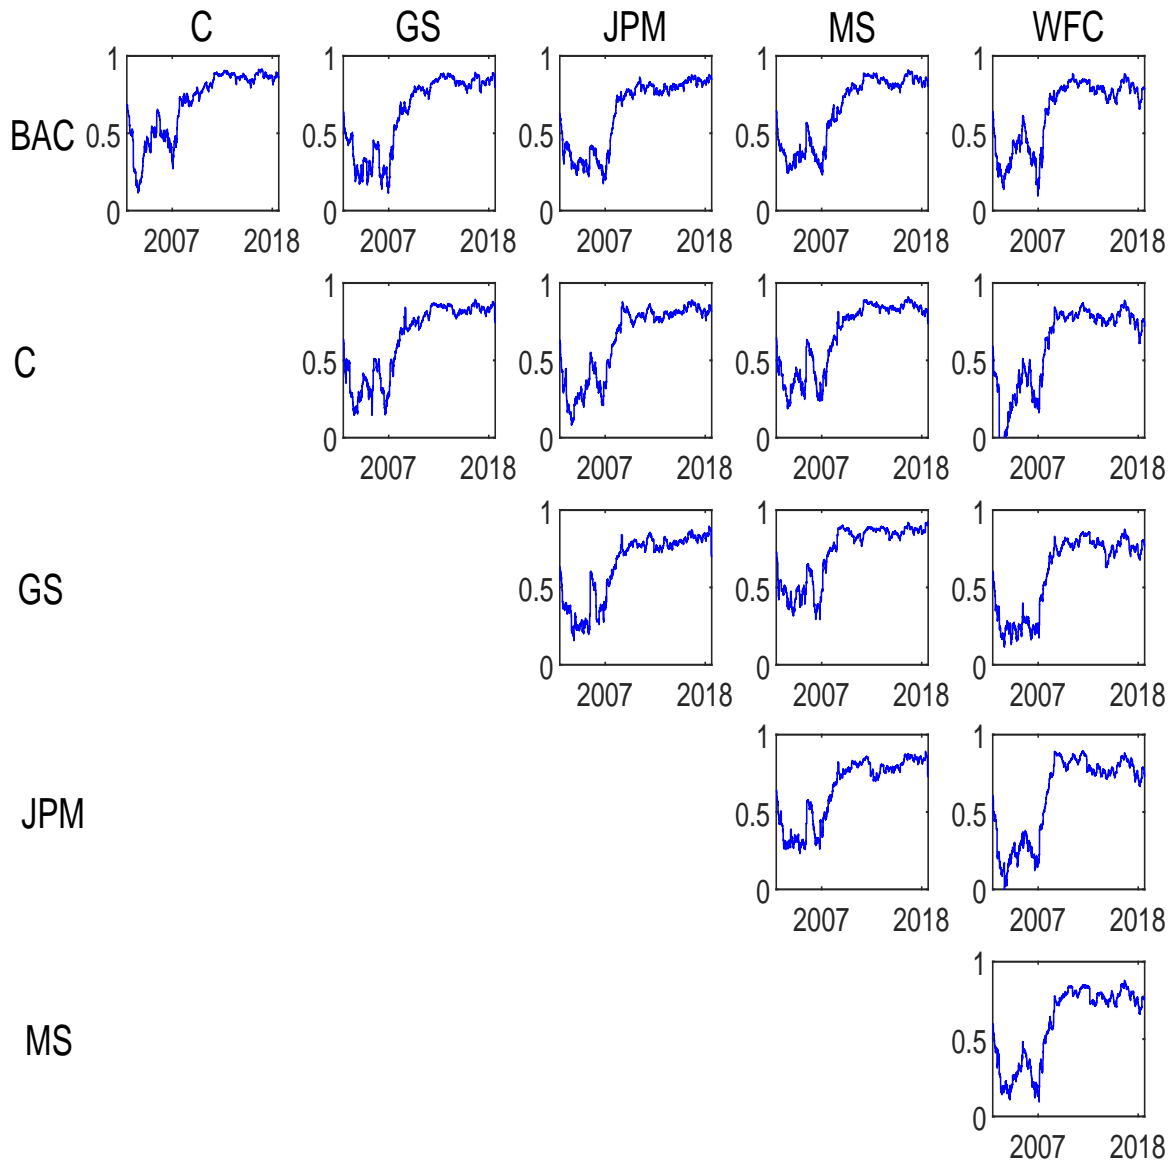 C GS JPM MS WFC
1 1 1 1 1
BAC 0.5 0.5 0.5 0.5 0.5
0 0 0 0 0
2007 2018 2007 2018 2007 2018 2007 2018 2007 2018
1 1 1 1
C 0.5 0.5 0.5 0.5
0 0 0 0
2007 2018 2007 2018 2007 2018 2007 2018
1 1 1
GS 0.5 0.5 0.5
0 0 0
2007 2018 2007 2018 2007 2018
1 1
JPM 0.5 0.5
0 0
2007 2018 2007 2018
1
MS 0.5
0
2007 2018